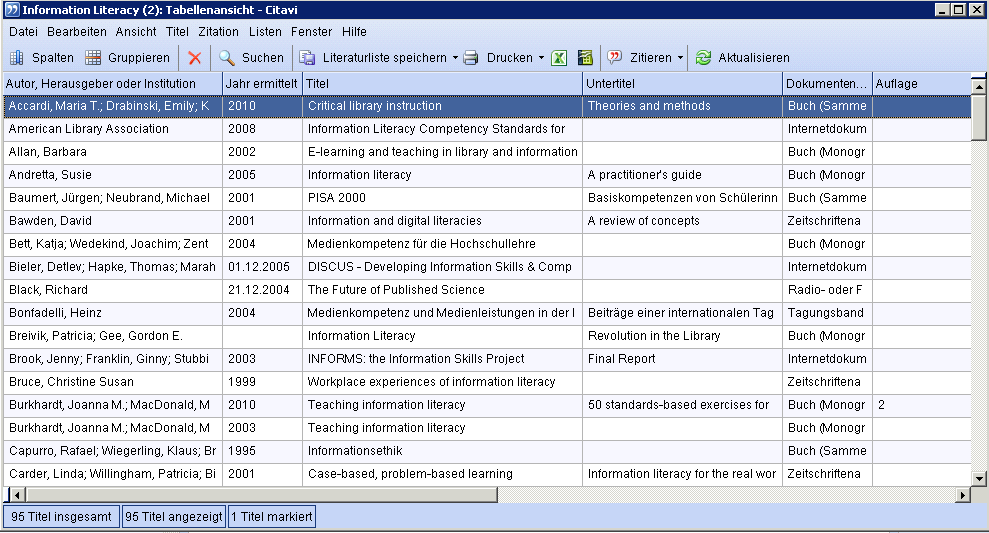 Information Literacy (2): Tabellenansicht - Citavi
Datei Bearbeiten Ansicht Titel Zitation Listen Fenster Hilfe
Spalten Gruppieren Suchen Literaturliste speichern Drucken Zitieren Aktualisieren
Autor, Herausgeber oder Institution Jahr ermittelt Titel Untertitel Dokumenten... Auflage
Accardi, Maria T.; Drabinski, Emily; K 2010 Critical library instruction Theories and methods Buch (Samme
American Library Association 2008 Information Literacy Competency Standards for Internetdokum
Allan, Barbara 2002 E-learning and teaching in library and information Buch (Monogr
Andretta, Susie 2005 Information literacy A practitioner's guide Buch (Monogr
Baumert, Jürgen; Neubrand, Michael 2001 PISA 2000 Basiskompetenzen von Schülerinn Buch (Samme
Bawden, David 2001 Information and digital literacies A review of concepts Zeitschriftena
Bett, Katja; Wedekind, Joachim; Zent 2004 Medienkompetenz für die Hochschullehre Buch (Monogr
Bieler, Detlev; Hapke, Thomas; Marah 01.12.2005 DISCUS - Developing Information Skills & Comp Internetdokum
Black, Richard 21.12.2004 The Future of Published Science Radio- oder F
Bonfadelli, Heinz 2004 Medienkompetenz und Medienleistungen in der I Beiträge einer internationalen Tag Tagungsband
Breivik, Patricia; Gee, Gordon E. Information Literacy Revolution in the Library Buch (Monogr
Brook, Jenny; Franklin, Ginny; Stubbi 2003 INFORMS: the Information Skills Project Final Report Internetdokum
Bruce, Christine Susan 1999 Workplace experiences of information literacy Zeitschriftena
Burkhardt, Joanna M.; MacDonald, M 2010 Teaching information literacy 50 standards-based exercises for Buch (Monogr 2
Burkhardt, Joanna M.; MacDonald, M 2003 Teaching information literacy Buch (Monogr
Capurro, Rafael; Wiegerling, Klaus; Br 1995 Informationsethik Buch (Samme
Carder, Linda; Willingham, Patricia; Bi 2001 Case-based, problem-based learning Information literacy for the real wor Zeitschriftena
95 Titel insgesamt 95 Titel angezeigt 1 Titel markiert